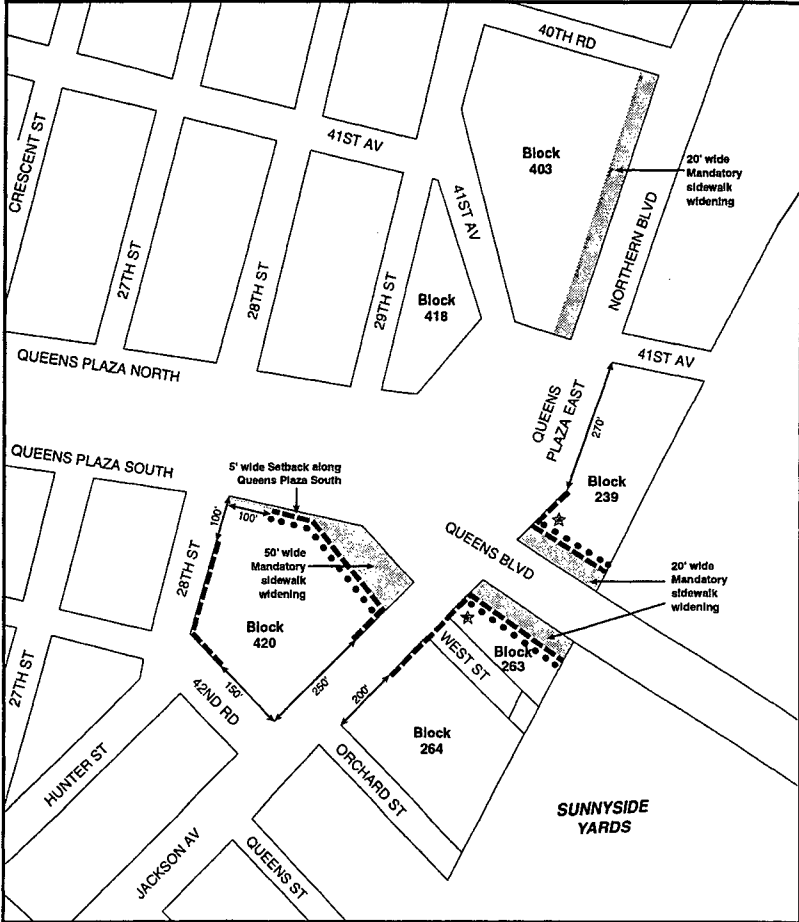 40TH RD
CRESCENT ST
41ST AV
Block
403
20' wide
Mandatory
sidewalk
widening
41ST AV
NORTHERN BLVD
27TH ST
28TH ST
29TH ST
Block
418
QUEENS PLAZA NORTH
41ST AV
QUEENS
PLAZA EAST
270'
QUEENS PLAZA SOUTH
5' wide Setback along
Queens Plaza South
Block
239
100'
100'
QUEENS BLVD
28TH ST
50' wide
Mandatory
sidewalk
widening
20' wide
Mandatory
sidewalk
widening
Block
420
WEST ST
Block
263
27TH ST
150'
250'
200'
42ND RD
Block
264
HUNTER ST
ORCHARD ST
SUNNYSIDE
YARDS
JACKSON AV
QUEENS ST